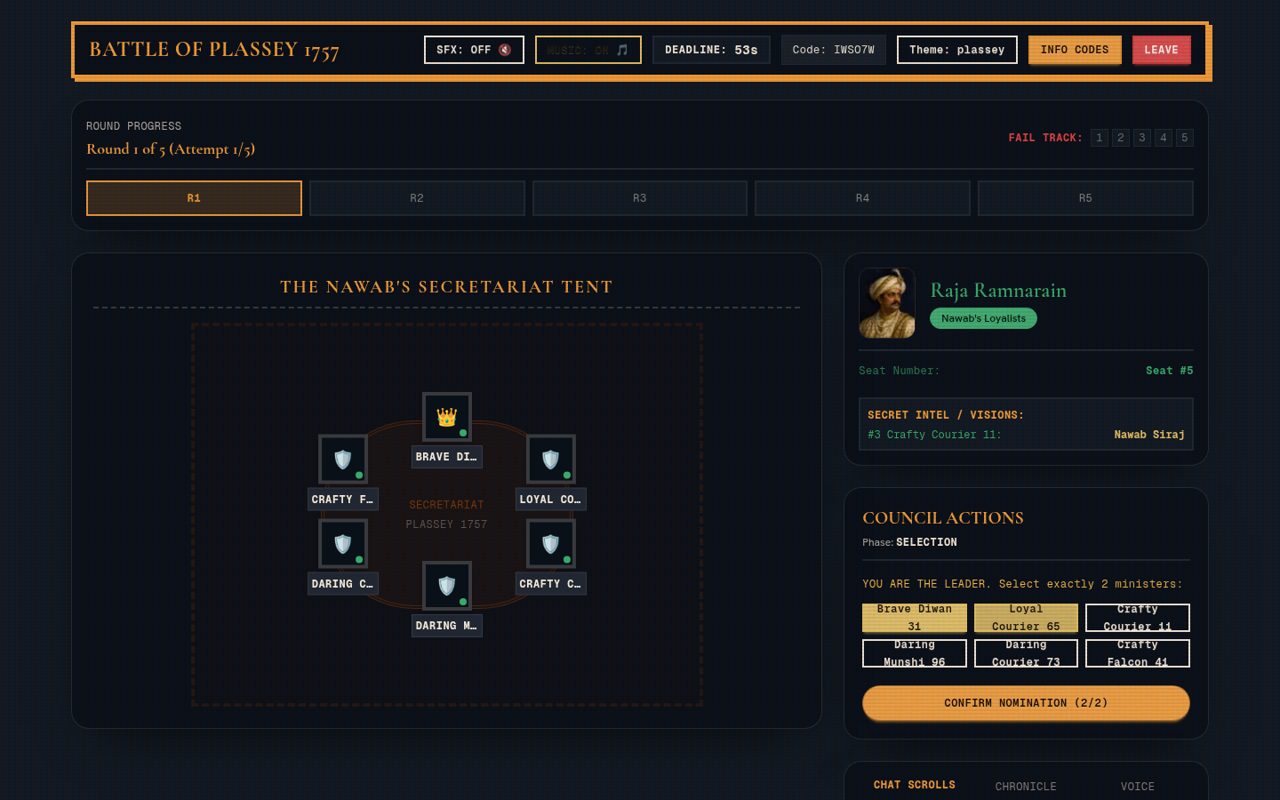 BATTLE OF PLASSEY 1757
SFX: OFF 🔇
MUSIC: ON 🎵
DEADLINE: 53s
Code: IWSO7W
Theme: plassey
INFO CODES
LEAVE
ROUND PROGRESS
Round 1 of 5 (Attempt 1/5)
FAIL TRACK: 1 2 3 4 5
R1
R2
R3
R4
R5
THE NAWAB'S SECRETARIAT TENT
BRAVE DI…
CRAFTY F…
LOYAL CO…
SECRETARIAT
PLASSEY 1757
DARING C…
CRAFTY C…
DARING M…
Raja Ramnarain
Nawab's Loyalists
Seat Number: Seat #5
SECRET INTEL / VISIONS:
#3 Crafty Courier 11: Nawab Siraj
COUNCIL ACTIONS
Phase: SELECTION
YOU ARE THE LEADER. Select exactly 2 ministers:
Brave Diwan
31
Loyal
Courier 65
Crafty
Courier 11
Daring
Munshi 96
Daring
Courier 73
Crafty
Falcon 41
CONFIRM NOMINATION (2/2)
CHAT SCROLLS
CHRONICLE
VOICE